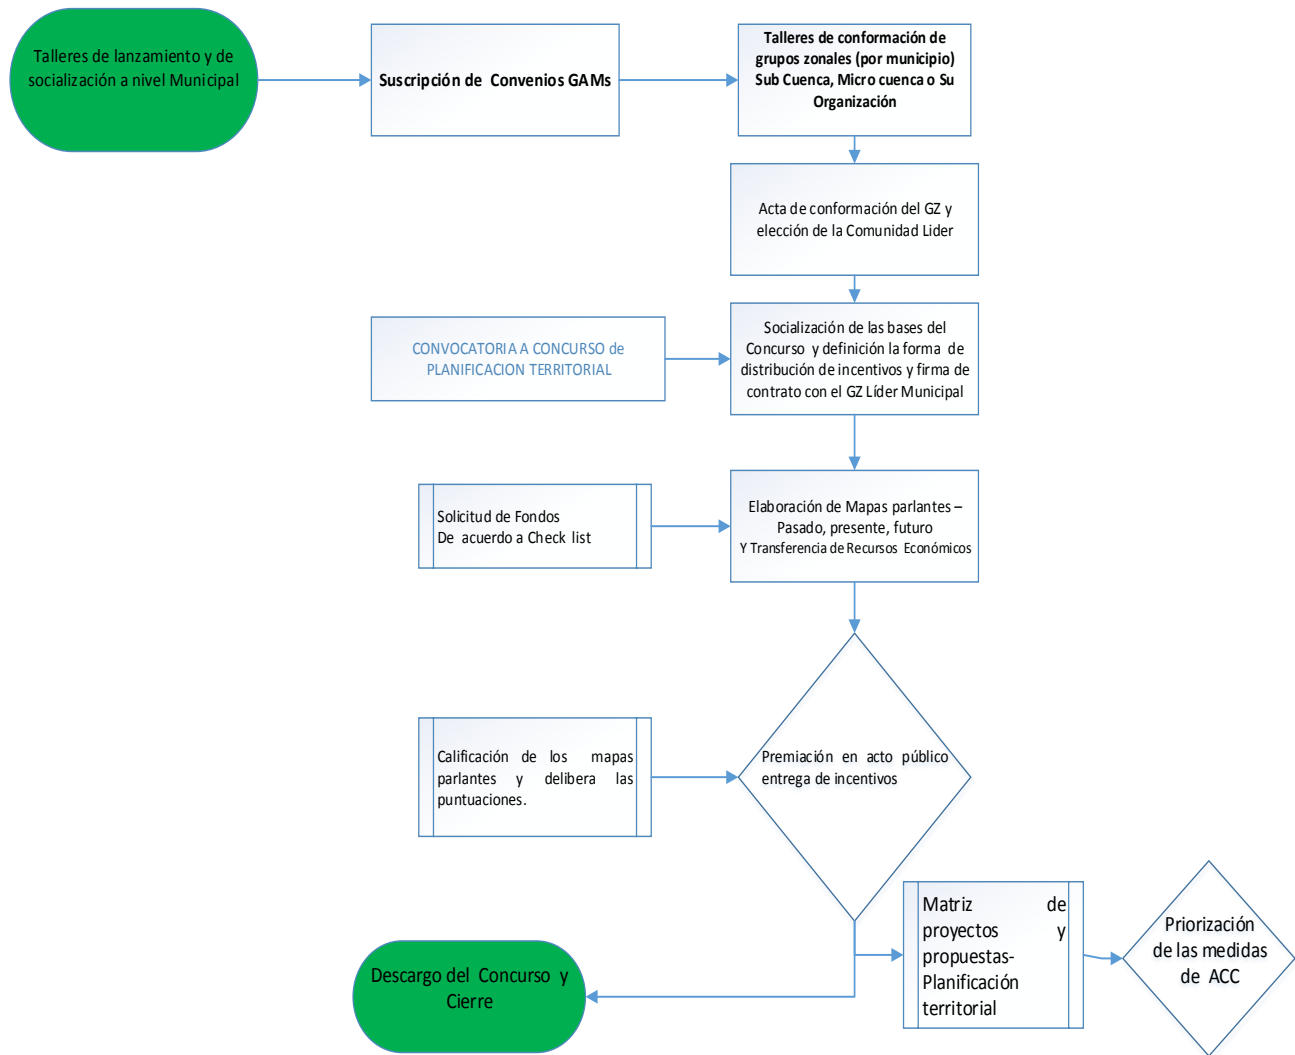 Talleres de lanzamiento y de
socialización a nivel Municipal
Suscripción de Convenios GAMs
Talleres de conformación de
grupos zonales (por municipio)
Sub Cuenca, Micro cuenca o Su
Organización
Acta de conformación del GZ y
elección de la Comunidad Lider
CONVOCATORIA A CONCURSO de
PLANIFICACION TERRITORIAL
Socialización de las bases del
Concurso y definición la forma de
distribución de incentivos y firma de
contrato con el GZ Líder Municipal
Solicitud de Fondos
De acuerdo a Check list
Elaboración de Mapas parlantes –
Pasado, presente, futuro
Y Transferencia de Recursos Económicos
Calificación de los mapas
parlantes y delibera las
puntuaciones.
Premiación en acto público
entrega de incentivos
Matriz de
proyectos y
propuestas-
Planificación
territorial
Priorización
de las medidas
de ACC
Descargo del Concurso y
Cierre